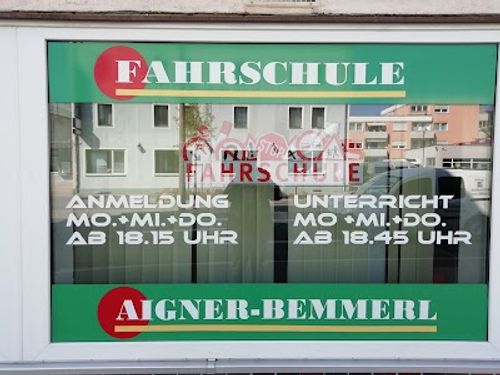 FAHRSCHULE
FAHRSCHULE
ANMELDUNG
MO.+MI.+DO.
AB 18.15 UHR
UNTERRICHT
MO +MI.+DO.
AB 18.45 UHR
AIGNER-BEMMERL